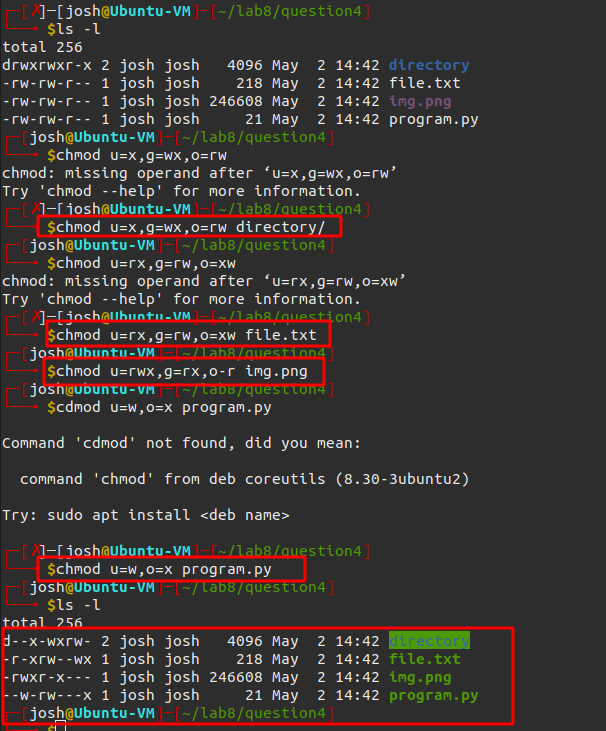 ┌─[✗]─[josh@Ubuntu-VM]─[~/lab8/question4]
└──╼ $ls -l
total 256
drwxrwxr-x 2 josh josh   4096 May  2 14:42 directory
-rw-rw-r-- 1 josh josh    218 May  2 14:42 file.txt
-rw-rw-r-- 1 josh josh 246608 May  2 14:42 img.png
-rw-rw-r-- 1 josh josh     21 May  2 14:42 program.py
┌─[josh@Ubuntu-VM]─[~/lab8/question4]
└──╼ $chmod u=x,g=wx,o=rw
chmod: missing operand after ‘u=x,g=wx,o=rw’
Try 'chmod --help' for more information.
┌─[✗]─[josh@Ubuntu-VM]─[~/lab8/question4]
└──╼ $chmod u=x,g=wx,o=rw directory/
┌─[josh@Ubuntu-VM]─[~/lab8/question4]
└──╼ $chmod u=rx,g=rw,o=xw
chmod: missing operand after ‘u=rx,g=rw,o=xw’
Try 'chmod --help' for more information.
┌─[✗]─[josh@Ubuntu-VM]─[~/lab8/question4]
└──╼ $chmod u=rx,g=rw,o=xw file.txt
┌─[josh@Ubuntu-VM]─[~/lab8/question4]
└──╼ $chmod u=rwx,g=rx,o-r img.png
┌─[josh@Ubuntu-VM]─[~/lab8/question4]
└──╼ $cdmod u=w,o=x program.py

Command 'cdmod' not found, did you mean:

  command 'chmod' from deb coreutils (8.30-3ubuntu2)

Try: sudo apt install <deb name>

┌─[✗]─[josh@Ubuntu-VM]─[~/lab8/question4]
└──╼ $chmod u=w,o=x program.py
┌─[josh@Ubuntu-VM]─[~/lab8/question4]
└──╼ $ls -l
total 256
d--x-wxrw- 2 josh josh   4096 May  2 14:42 directory
-r-xrw--wx 1 josh josh    218 May  2 14:42 file.txt
-rwxr-x--- 1 josh josh 246608 May  2 14:42 img.png
--w-rw---x 1 josh josh     21 May  2 14:42 program.py
┌─[josh@Ubuntu-VM]─[~/lab8/question4]
└──╼ $